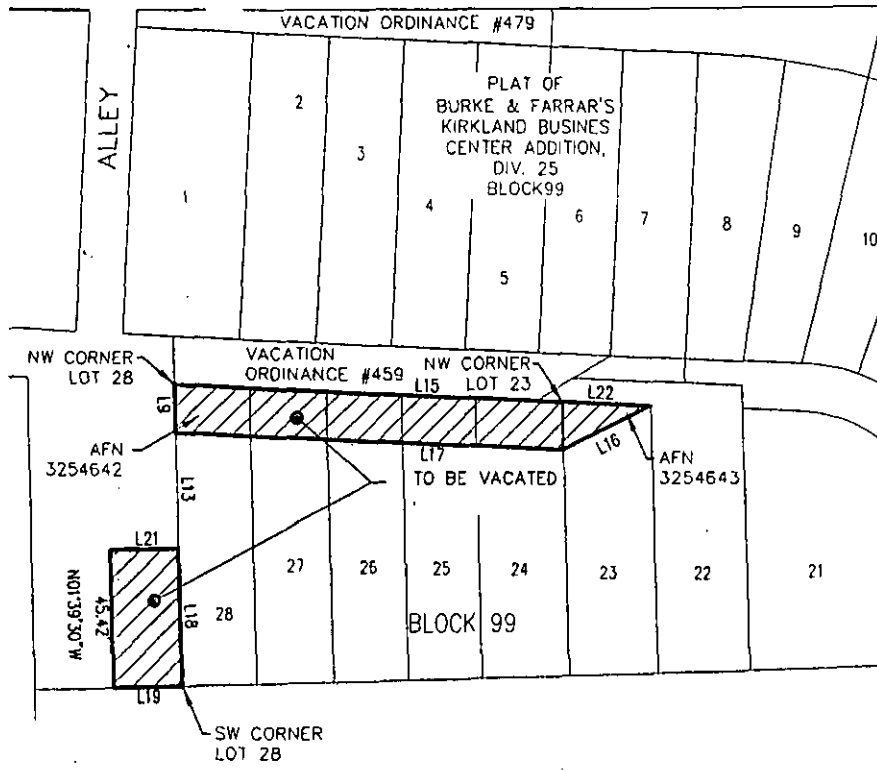 VACATION ORDINANCE #479
ALLEY
PLAT OF
BURKE & FARRAR'S
KIRKLAND BUSINES
CENTER ADDITION,
DIV. 25
BLOCK99
1
2
3
4
5
6
7
8
9
10
NW CORNER
LOT 28
VACATION
ORDINANCE #459
NW CORNER
LOT 23
L15
L22
L9
L17
L16
AFN
3254642
AFN
3254643
TO BE VACATED
L13
L21
N01°39'30"W
45.42'
L18
L19
28
27
26
25
24
23
22
21
BLOCK 99
SW CORNER
LOT 28